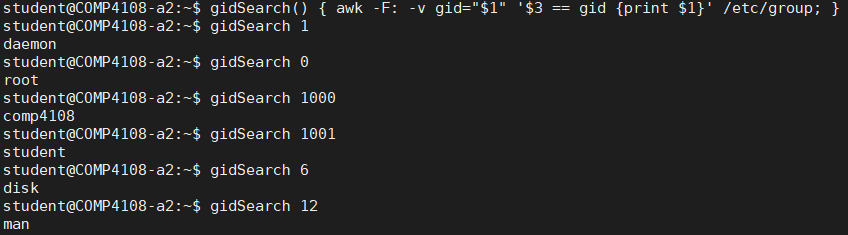 student@COMP4108-a2:~$ gidSearch() { awk -F: -v gid="$1" '$3 == gid {print $1}' /etc/group; }
student@COMP4108-a2:~$ gidSearch 1
daemon
student@COMP4108-a2:~$ gidSearch 0
root
student@COMP4108-a2:~$ gidSearch 1000
comp4108
student@COMP4108-a2:~$ gidSearch 1001
student
student@COMP4108-a2:~$ gidSearch 6
disk
student@COMP4108-a2:~$ gidSearch 12
man